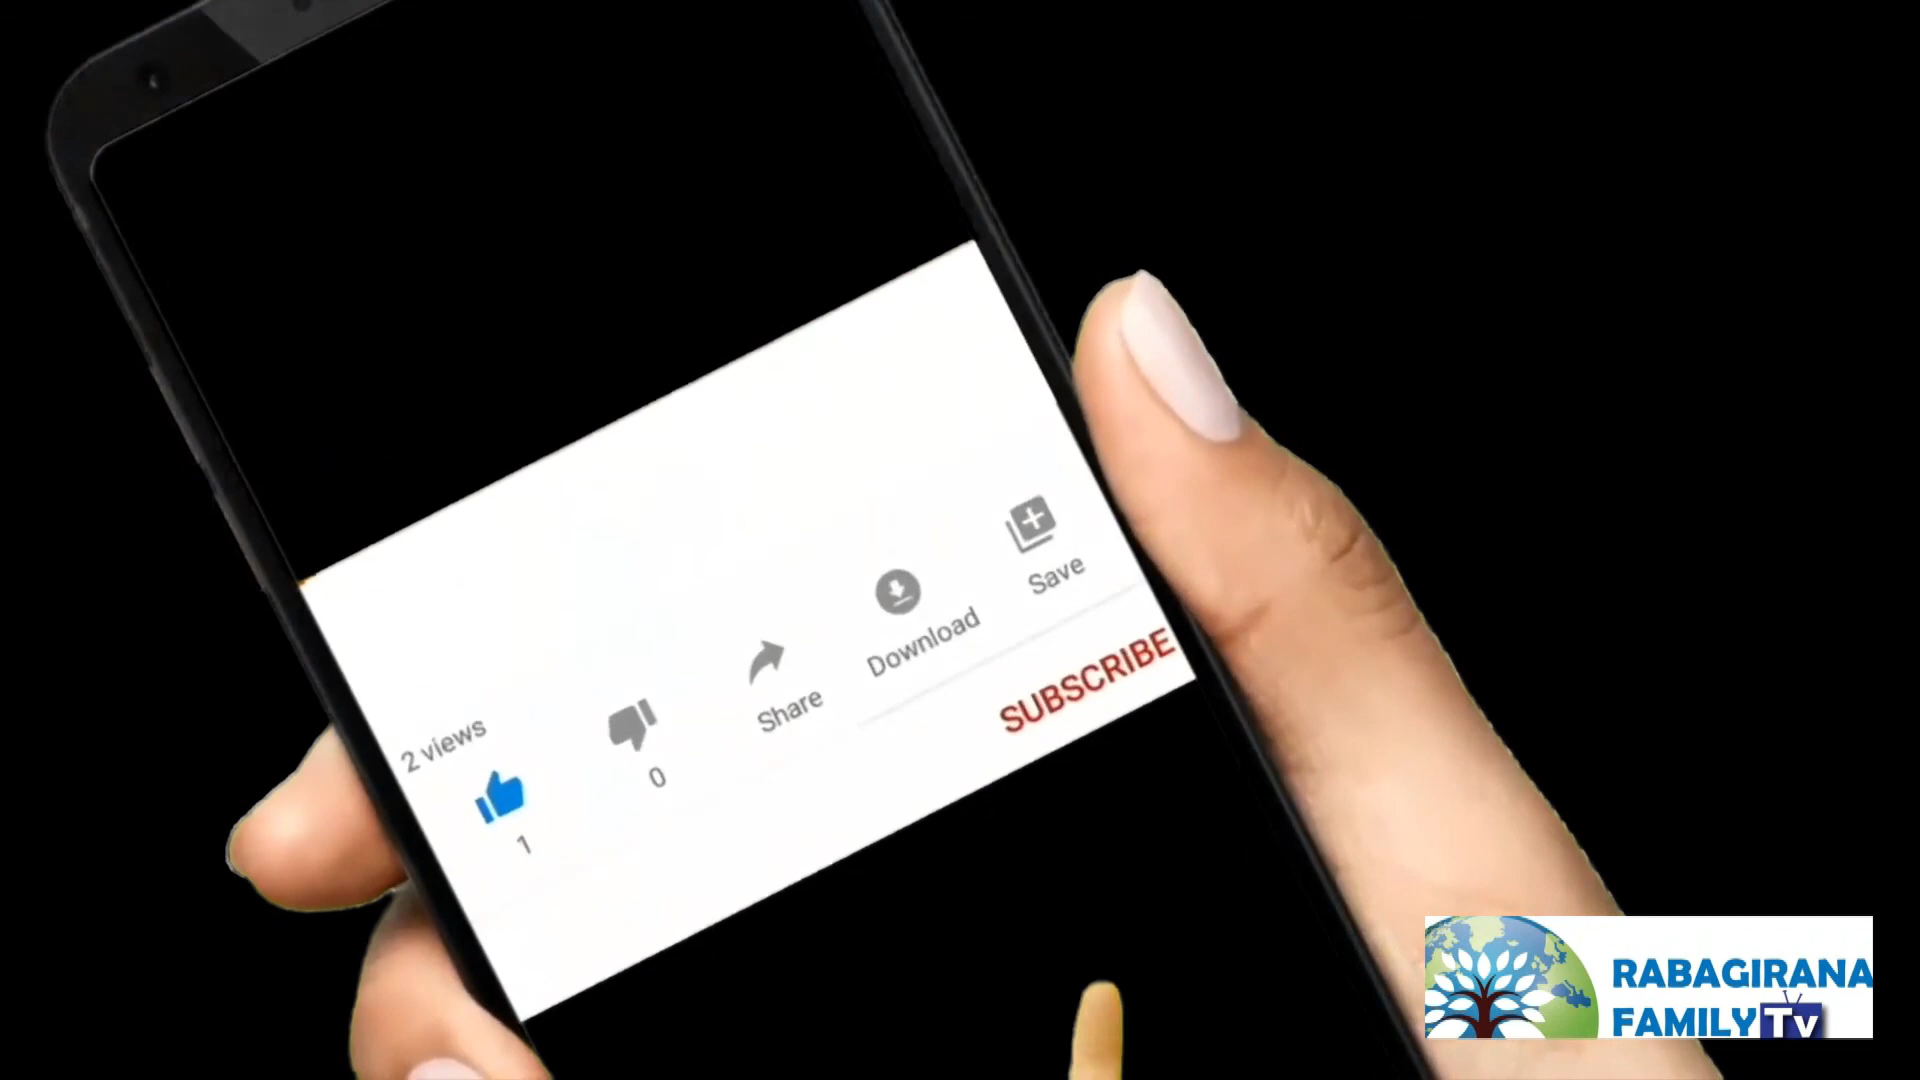 2 views
1
0
Share
Download
Save
SUBSCRIBE
RABAGIRANA
FAMILY Tv